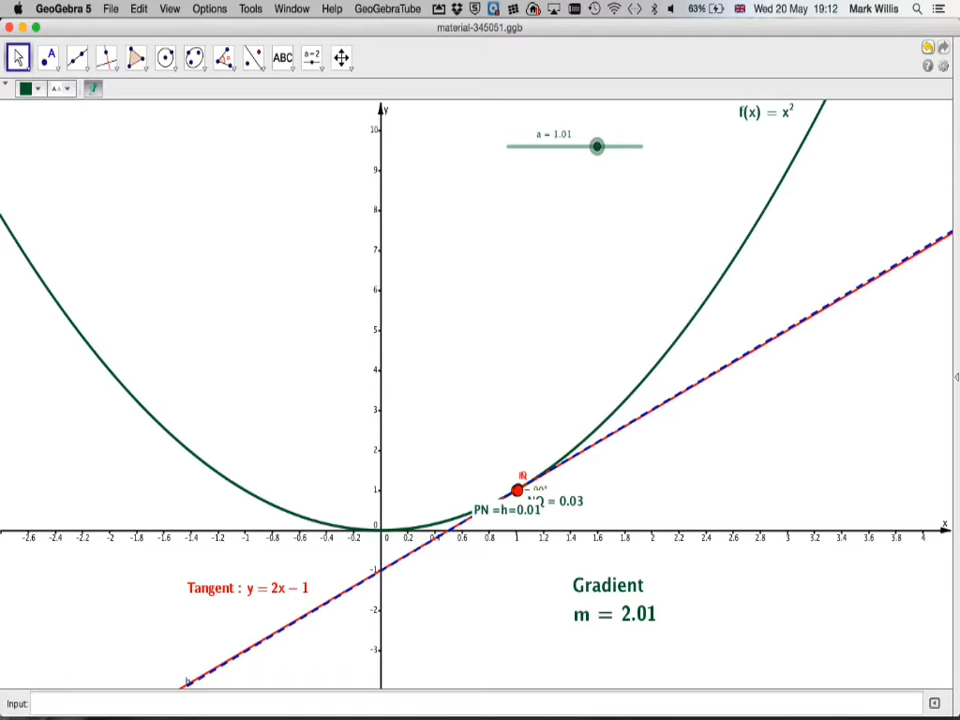 GeoGebra 5 File Edit View Options Tools Window Help GeoGebraTube 63% Wed 20 May 19:12 Mark Willis
material-345051.ggb
A ABC a=2
AA
y
f(x) = x²
a = 1.01
10
9
8
7
6
5
4
3
2
1
NQ = 0.03
PN =h=0.01
0
x
-2.6 -2.4 -2.2 -2 -1.8 -1.6 -1.4 -1.2 -1 -0.8 -0.6 -0.4 -0.2 0 0.2 0.4 0.6 0.8 1 1.2 1.4 1.6 1.8 2 2.2 2.4 2.6 2.8 3 3.2 3.4 3.6 3.8 4
-1
Tangent : y = 2x − 1
Gradient
-2
m = 2.01
-3
b
Input: